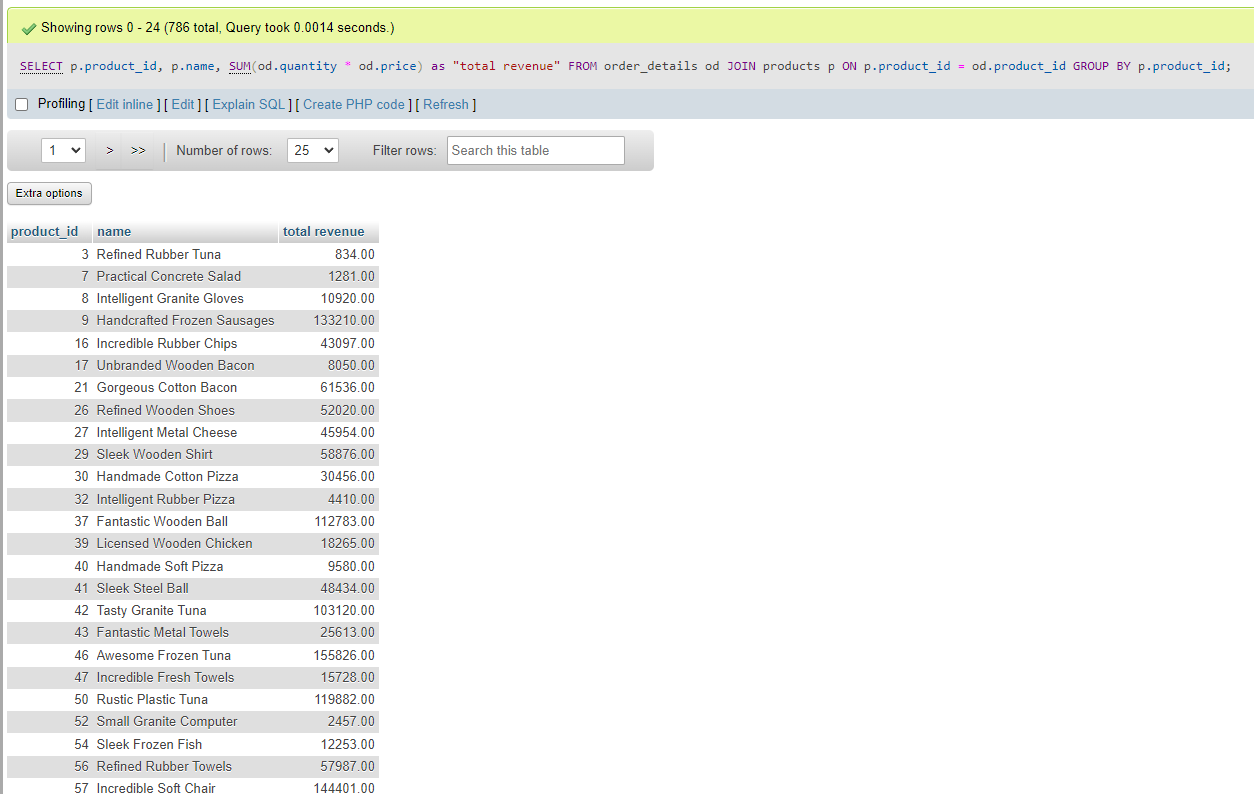 Showing rows 0 - 24 (786 total, Query took 0.0014 seconds.)
SELECT p.product_id, p.name, SUM(od.quantity * od.price) as "total revenue" FROM order_details od JOIN products p ON p.product_id = od.product_id GROUP BY p.product_id;
Profiling [ Edit inline ] [ Edit ] [ Explain SQL ] [ Create PHP code ] [ Refresh ]
1 > >> | Number of rows: 25 Filter rows: Search this table
Extra options
product_id name total revenue
3 Refined Rubber Tuna 834.00
7 Practical Concrete Salad 1281.00
8 Intelligent Granite Gloves 10920.00
9 Handcrafted Frozen Sausages 133210.00
16 Incredible Rubber Chips 43097.00
17 Unbranded Wooden Bacon 8050.00
21 Gorgeous Cotton Bacon 61536.00
26 Refined Wooden Shoes 52020.00
27 Intelligent Metal Cheese 45954.00
29 Sleek Wooden Shirt 58876.00
30 Handmade Cotton Pizza 30456.00
32 Intelligent Rubber Pizza 4410.00
37 Fantastic Wooden Ball 112783.00
39 Licensed Wooden Chicken 18265.00
40 Handmade Soft Pizza 9580.00
41 Sleek Steel Ball 48434.00
42 Tasty Granite Tuna 103120.00
43 Fantastic Metal Towels 25613.00
46 Awesome Frozen Tuna 155826.00
47 Incredible Fresh Towels 15728.00
50 Rustic Plastic Tuna 119882.00
52 Small Granite Computer 2457.00
54 Sleek Frozen Fish 12253.00
56 Refined Rubber Towels 57987.00
57 Incredible Soft Chair 144401.00